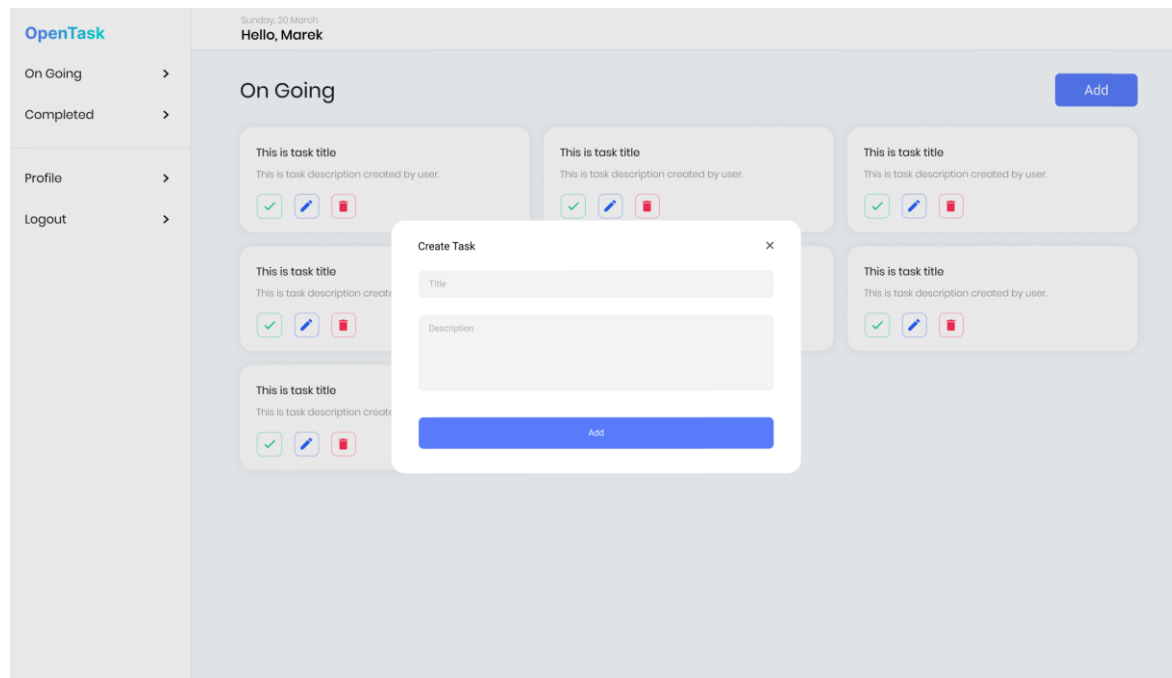 OpenTask
On Going
Completed
Profile
Logout
Sunday, 20 March
Hello, Marek
On Going
Add
This is task title
This is task description created by user.
This is task title
This is task description created by user.
This is task title
This is task description created by user.
This is task title
This is task description
This is task title
This is task description created by user.
This is task title
This is task description
Create Task
Title
Description
Add